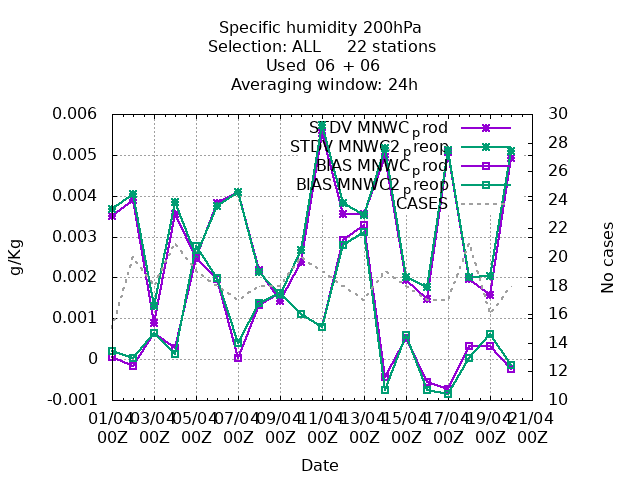 Specific humidity 200hPa
Selection: ALL 22 stations
Used 06 + 06
Averaging window: 24h
0.006
0.005
0.004
0.003
0.002
0.001
0
-0.001
g/Kg
30
28
26
24
22
20
18
16
14
12
10
No cases
STDV MNWCprod
STDV MNWC2preop
BIAS MNWCprod
BIAS MNWC2preop
CASES
01/04 03/04 05/04 07/04 09/04 11/04 13/04 15/04 17/04 19/04 21/04
00Z 00Z 00Z 00Z 00Z 00Z 00Z 00Z 00Z 00Z 00Z
Date